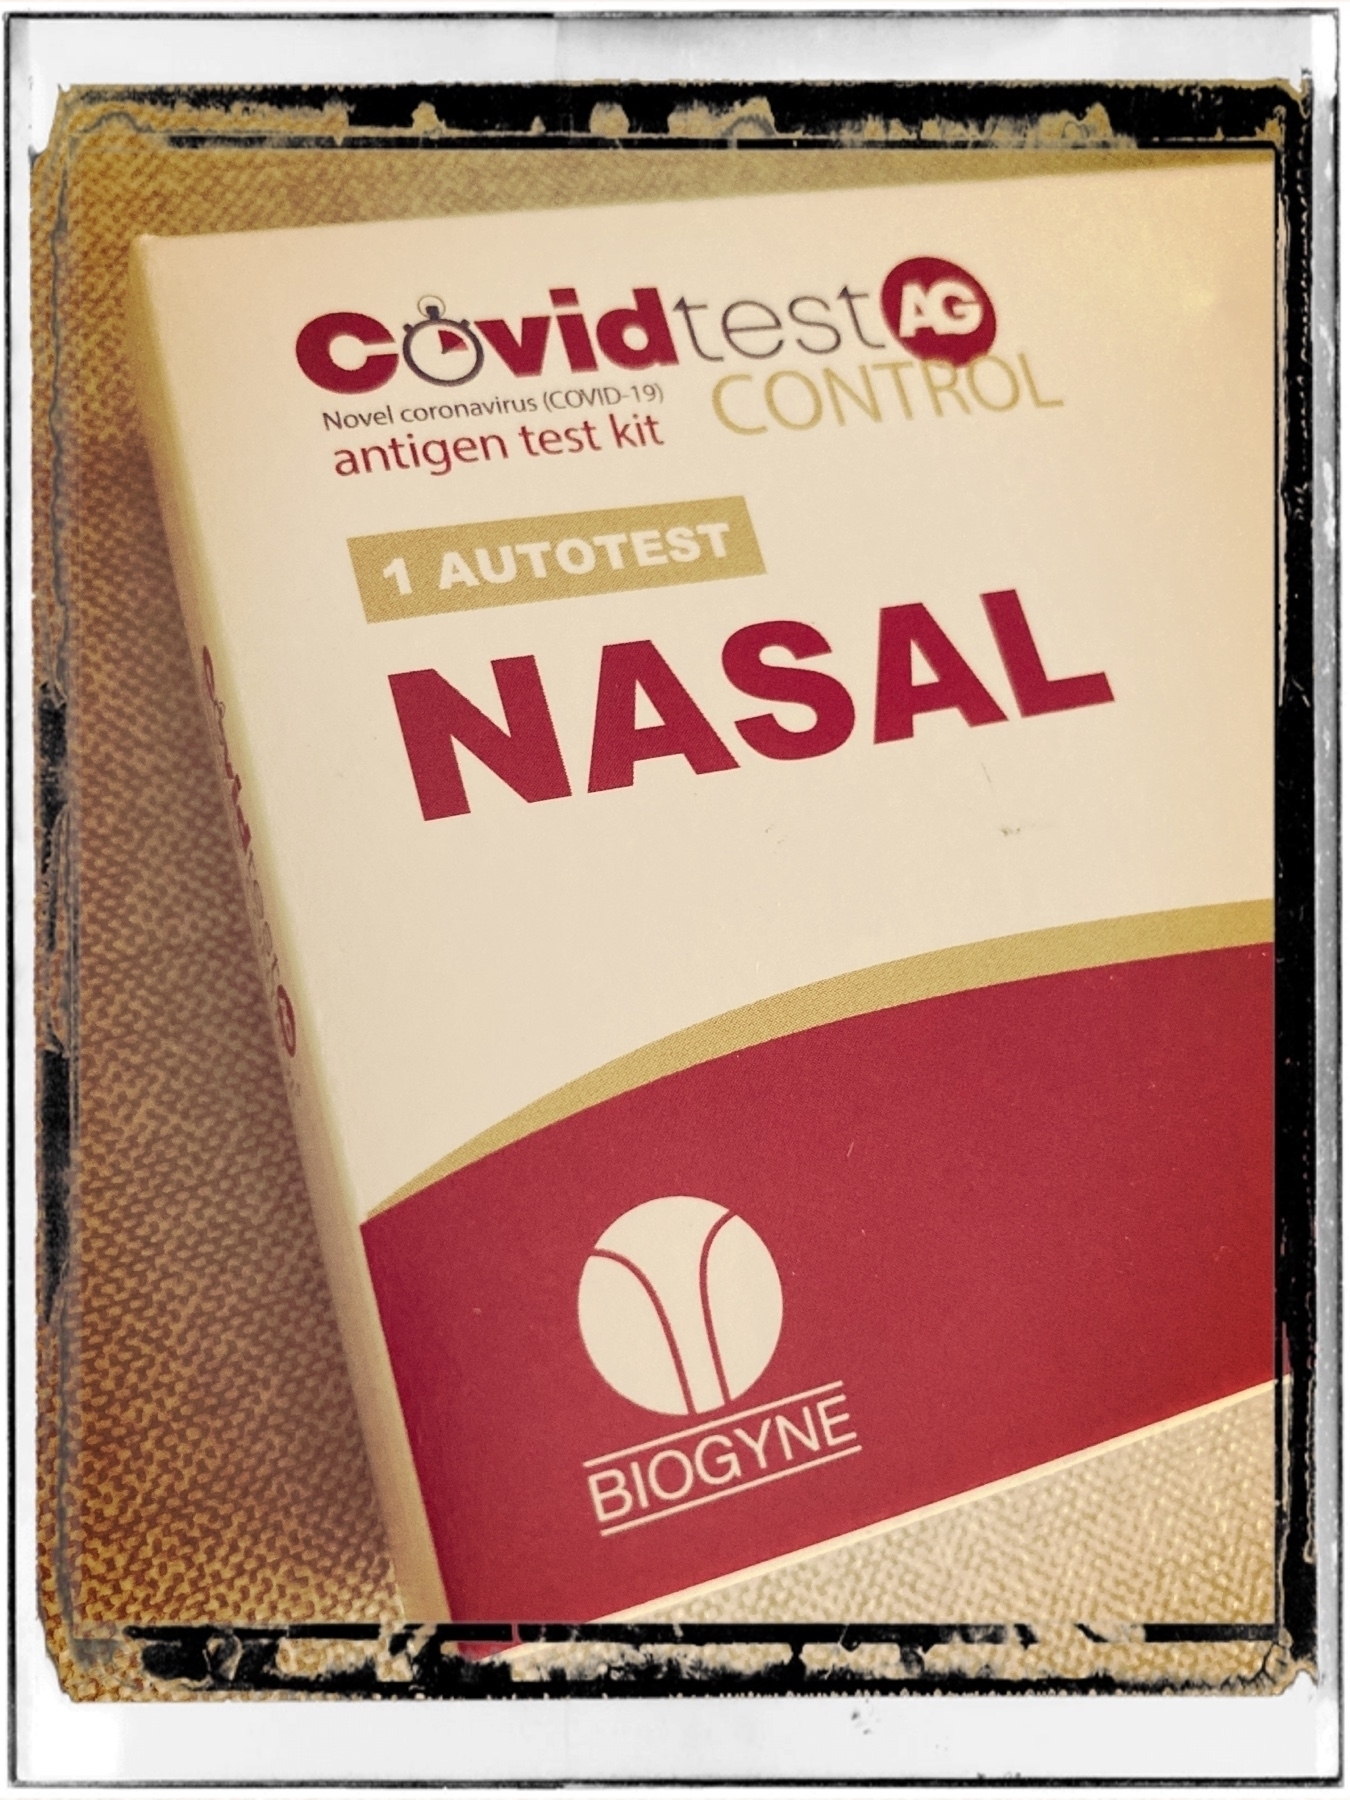 Covidtest AG
CONTROL
Novel coronavirus (COVID-19)
antigen test kit
1 AUTOTEST
NASAL
BIOGYNE